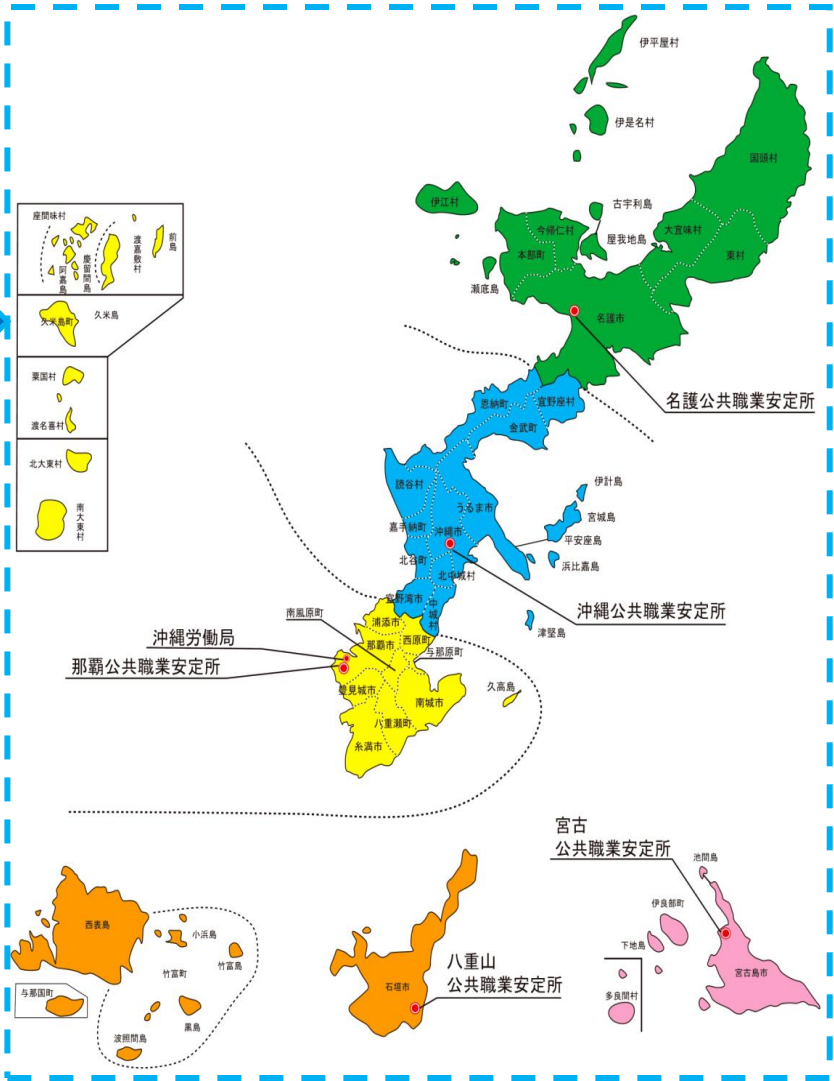 伊平屋村
伊是名村
国頭村
伊江村
古宇利島
今帰仁村
大宜味村
屋我地島
本部町
東村
瀬底島
名護市
名護公共職業安定所
座間味村
阿嘉島
慶留間島
渡嘉敷村
前島
久米島町
久米島
粟国村
渡名喜村
北大東村
南大東村
恩納村
宜野座村
金武町
読谷村
うるま市
伊計島
宮城島
平安座島
浜比嘉島
嘉手納町
沖縄市
北谷町
北中城村
宜野湾市
中城村
沖縄公共職業安定所
津堅島
南風原町
浦添市
西原町
那覇市
与那原町
沖縄労働局
那覇公共職業安定所
豊見城市
南城市
久高島
八重瀬町
糸満市
宮古
公共職業安定所
池間島
伊良部町
下地島
宮古島市
多良間村
西表島
小浜島
竹富島
竹富町
与那国町
黒島
波照間島
石垣市
八重山
公共職業安定所